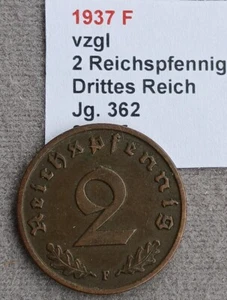 1937 F
vzgl
2 Reichspfennig
Drittes Reich
Jg. 362
Reichspfennig
2
F